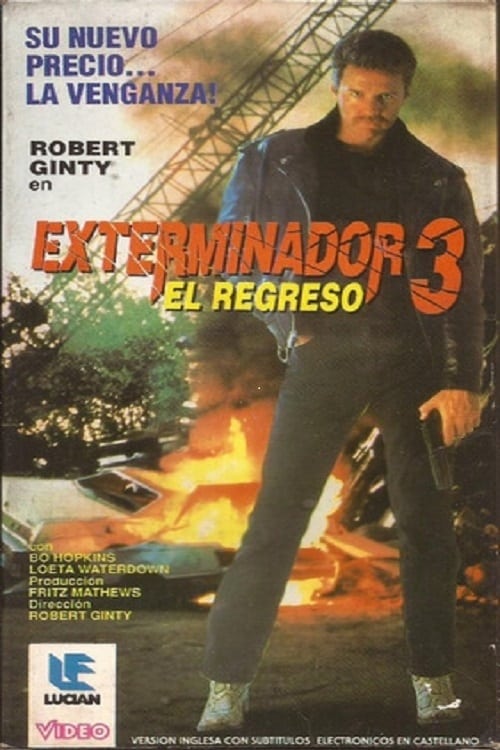 SU NUEVO
PRECIO...
LA VENGANZA!
ROBERT
GINTY
en
EXTERMINADOR 3
EL REGRESO
con
BO HOPKINS
LOETA WATERDOWN
Producción
FRITZ MATHEWS
Dirección
ROBERT GINTY
LF
LUCIAN
VIDEO
VERSION INGLESA CON SUBTITULOS ELECTRONICOS EN CASTELLANO